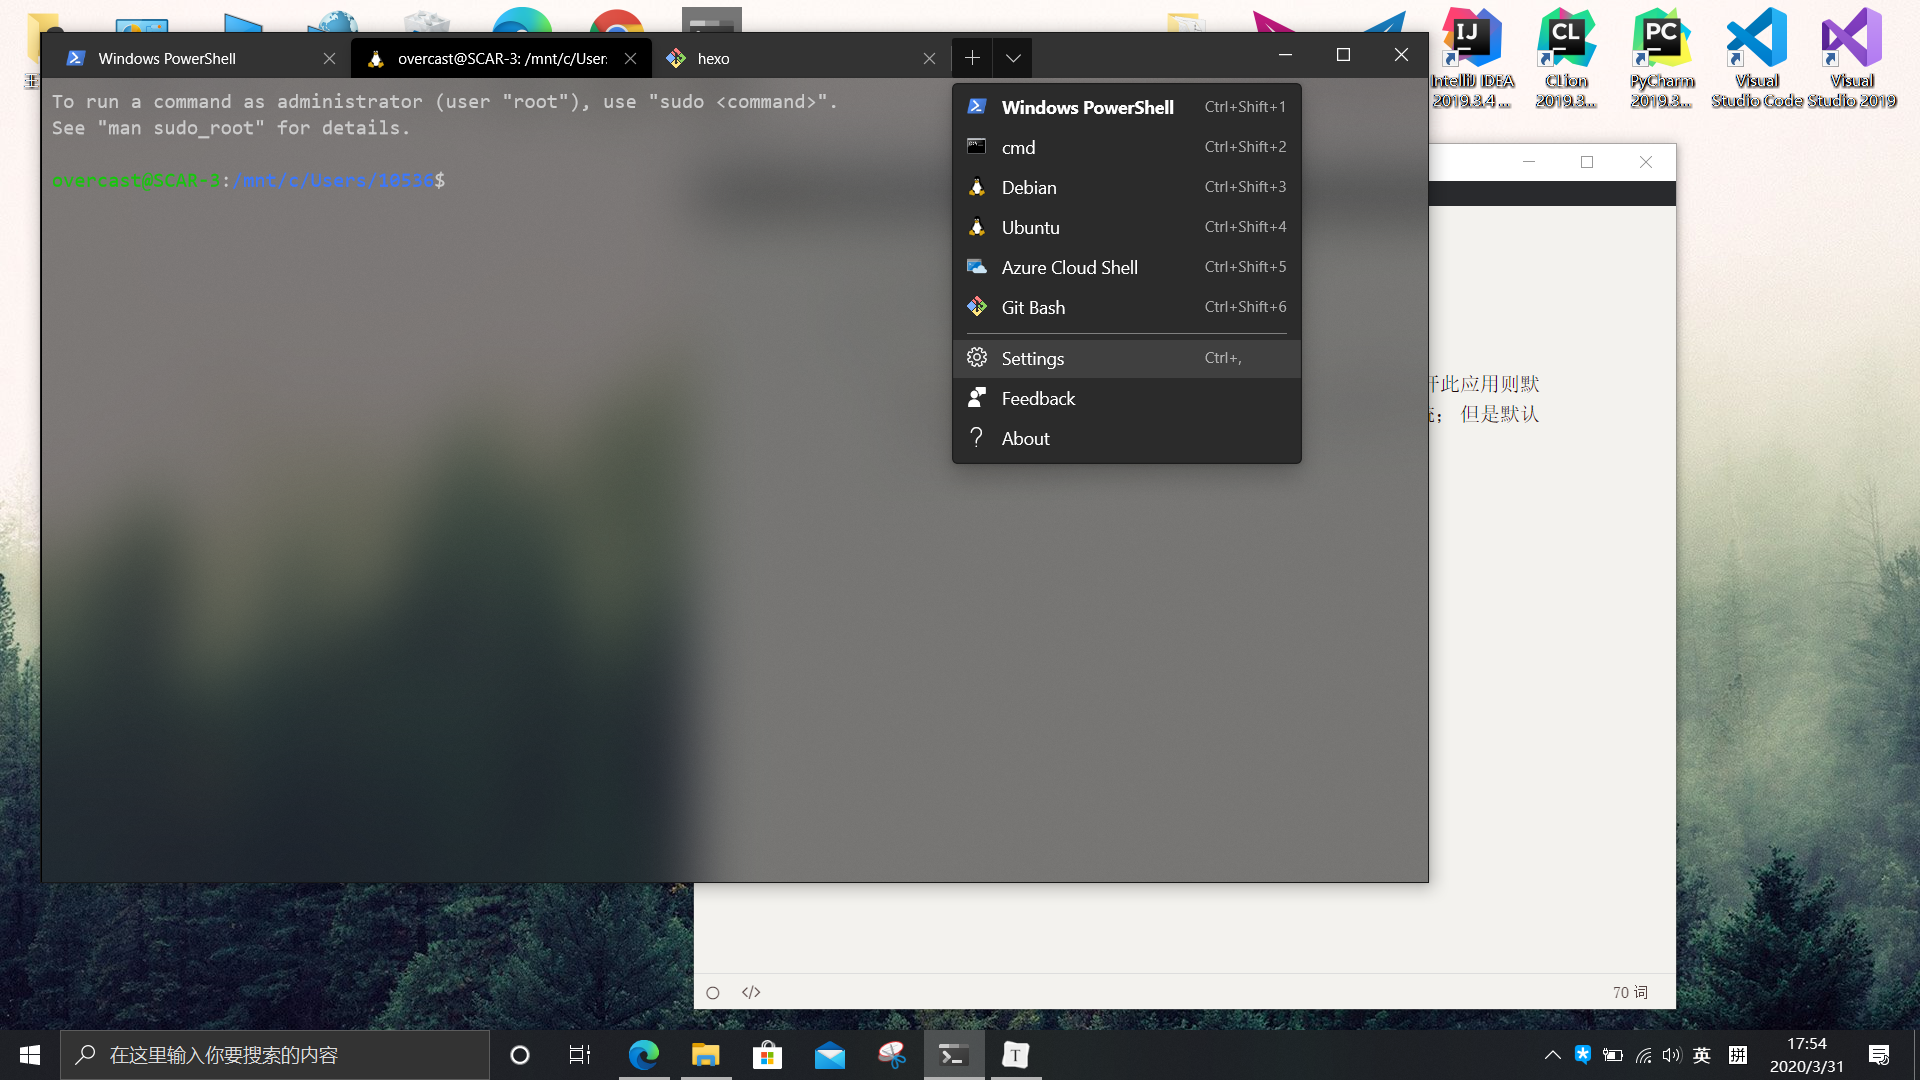 IntelliJ IDEA
2019.3.4 ...
CLion
2019.3...
PyCharm
2019.3...
Visual
Studio Code
Visual
Studio 2019
Windows PowerShell
overcast@SCAR-3: /mnt/c/User
hexo
To run a command as administrator (user "root"), use "sudo <command>".
See "man sudo_root" for details.
overcast@SCAR-3:/mnt/c/Users/10536$
Windows PowerShell Ctrl+Shift+1
cmd Ctrl+Shift+2
Debian Ctrl+Shift+3
Ubuntu Ctrl+Shift+4
Azure Cloud Shell Ctrl+Shift+5
Git Bash Ctrl+Shift+6
Settings Ctrl+,
Feedback
About
此应用则默
；但是默认
</>
70 词
在这里输入你要搜索的内容
T
英
拼
17:54
2020/3/31